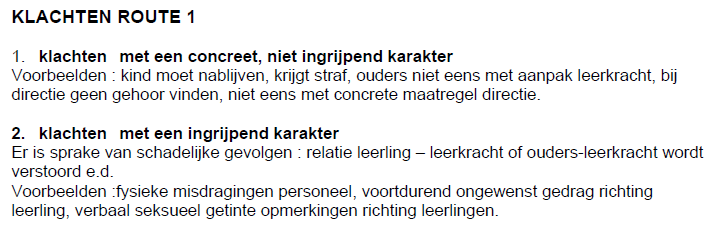 KLACHTEN ROUTE 1
1. klachten met een concreet, niet ingrijpend karakter
Voorbeelden : kind moet nablijven, krijgt straf, ouders niet eens met aanpak leerkracht, bij
directie geen gehoor vinden, niet eens met concrete maatregel directie.
2. klachten met een ingrijpend karakter
Er is sprake van schadelijke gevolgen : relatie leerling – leerkracht of ouders-leerkracht wordt
verstoord e.d.
Voorbeelden :fysieke misdragingen personeel, voortdurend ongewenst gedrag richting
leerling, verbaal seksueel getinte opmerkingen richting leerlingen.